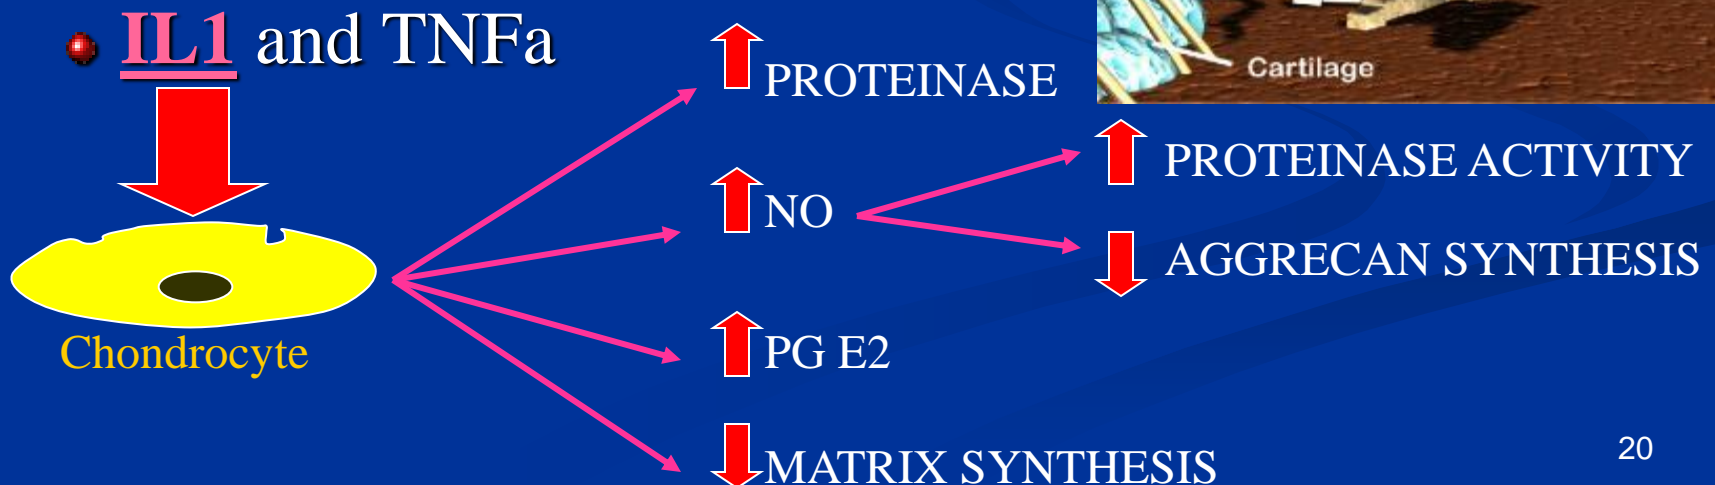 IL1 and TNFa
Cartilage
PROTEINASE
PROTEINASE ACTIVITY
NO
AGGRECAN SYNTHESIS
Chondrocyte
PG E2
MATRIX SYNTHESIS
20